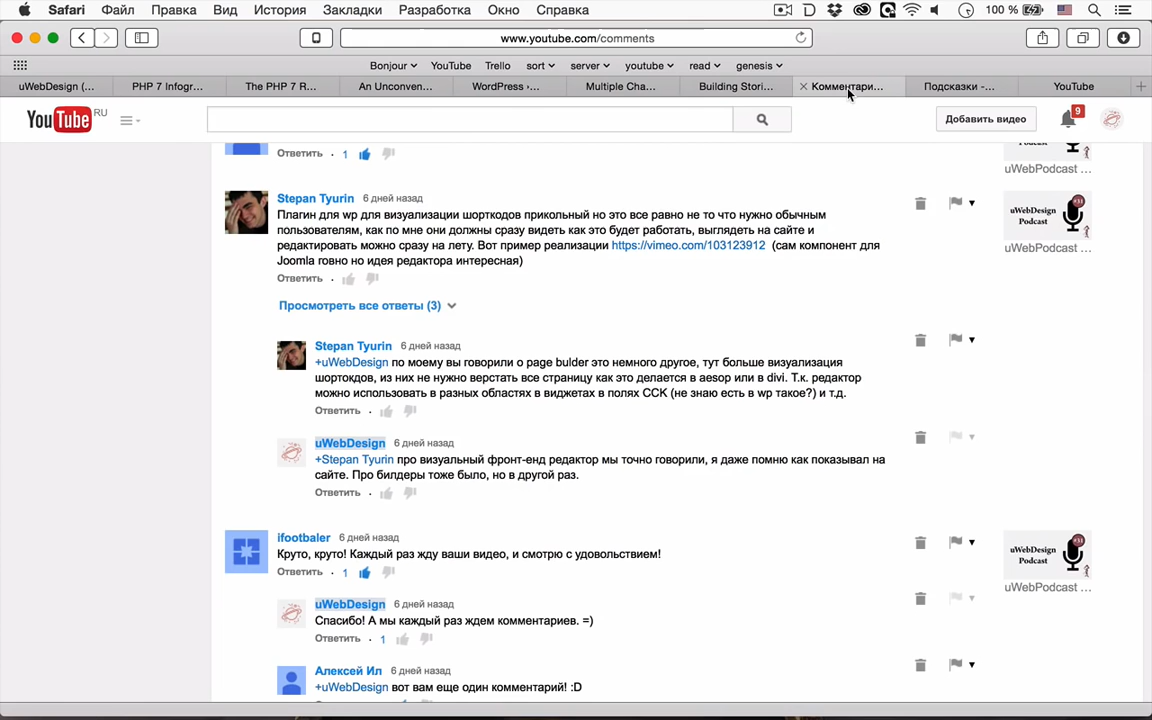 Safari Файл Правка Вид История Закладки Разработка Окно Справка 100 %
www.youtube.com/comments
Bonjour YouTube Trello sort server youtube read genesis
uWebDesign (... PHP 7 Infogr... The PHP 7 R... An Unconven... WordPress ›... Multiple Cha... Building Stori... Комментари... Подсказки -... YouTube
YouTube RU Добавить видео 9
Ответить · 1
uWebPodcast ...
Stepan Tyurin 6 дней назад
Плагин для wp для визуализации шорткодов прикольный но это все равно не то что нужно обычным
пользователям, как по мне они должны сразу видеть как это будет работать, выглядеть на сайте и
редактировать можно сразу на лету. Вот пример реализации https://vimeo.com/103123912 (сам компонент для
Joomla говно но идея редактора интересная)
Ответить ·
uWebDesign
Podcast
#31
uWebPodcast ...
Просмотреть все ответы (3)
Stepan Tyurin 6 дней назад
+uWebDesign по моему вы говорили о page bulder это немного другое, тут больше визуализация
шортокдов, из них не нужно верстать все страницу как это делается в aesop или в divi. Т.к. редактор
можно использовать в разных областях в виджетах в полях ССК (не знаю есть в wp такое?) и т.д.
Ответить ·
uWebDesign 6 дней назад
+Stepan Tyurin про визуальный фронт-енд редактор мы точно говорили, я даже помню как показывал на
сайте. Про билдеры тоже было, но в другой раз.
Ответить ·
ifootbaler 6 дней назад
Круто, круто! Каждый раз жду ваши видео, и смотрю с удовольствием!
Ответить · 1
uWebDesign
Podcast
#31
uWebPodcast ...
uWebDesign 6 дней назад
Спасибо! А мы каждый раз ждем комментариев. =)
Ответить · 1
Алексей Ил 6 дней назад
+uWebDesign вот вам еще один комментарий! :D